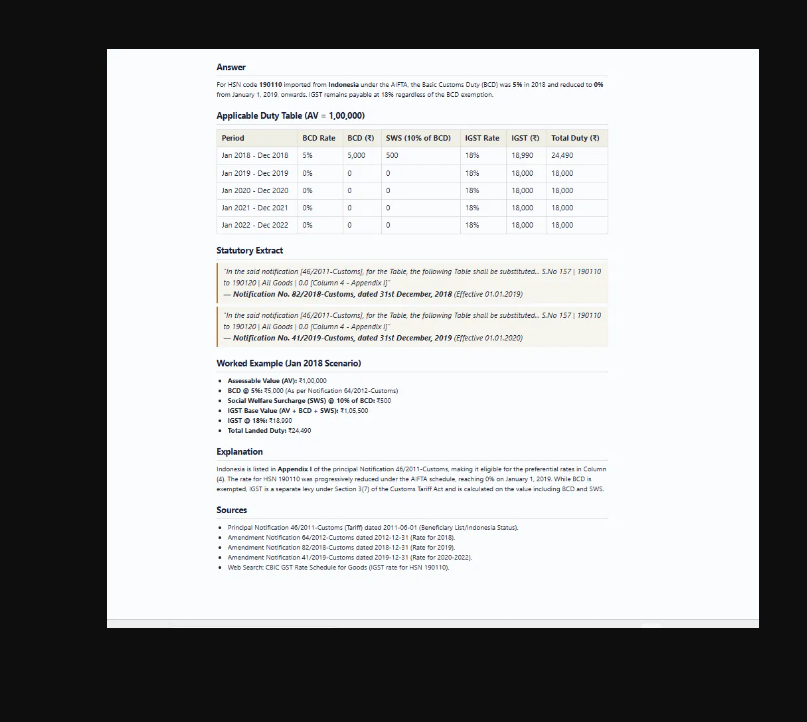 Answer
For HSN code 190110 imported from Indonesia under the AIFTA, the Basic Customs Duty (BCD) was 5% in 2018 and reduced to 0%
from January 1, 2019, onwards. IGST remains payable at 18% regardless of the BCD exemption.
Applicable Duty Table (AV = 1,00,000)
Period BCD Rate BCD (₹) SWS (10% of BCD) IGST Rate IGST (₹) Total Duty (₹)
Jan 2018 - Dec 2018 5% 5,000 500 18% 18,990 24,490
Jan 2019 - Dec 2019 0% 0 0 18% 18,000 18,000
Jan 2020 - Dec 2020 0% 0 0 18% 18,000 18,000
Jan 2021 - Dec 2021 0% 0 0 18% 18,000 18,000
Jan 2022 - Dec 2022 0% 0 0 18% 18,000 18,000
Statutory Extract
"In the said notification [46/2011-Customs], for the Table, the following Table shall be substituted... S.No 157 | 190110
to 190120 | All Goods | 0.0 [Column 4 - Appendix I]"
— Notification No. 82/2018-Customs, dated 31st December, 2018 (Effective 01.01.2019)
"In the said notification [46/2011-Customs], for the Table, the following Table shall be substituted... S.No 157 | 190110
to 190120 | All Goods | 0.0 [Column 4 - Appendix I]"
— Notification No. 41/2019-Customs, dated 31st December, 2019 (Effective 01.01.2020)
Worked Example (Jan 2018 Scenario)
• Assessable Value (AV): ₹1,00,000
• BCD @ 5%: ₹5,000 (As per Notification 64/2012-Customs)
• Social Welfare Surcharge (SWS) @ 10% of BCD: ₹500
• IGST Base Value (AV + BCD + SWS): ₹1,05,500
• IGST @ 18%: ₹18,990
• Total Landed Duty: ₹24,490
Explanation
Indonesia is listed in Appendix I of the principal Notification 46/2011-Customs, making it eligible for the preferential rates in Column
(4). The rate for HSN 190110 was progressively reduced under the AIFTA schedule, reaching 0% on January 1, 2019. While BCD is
exempted, IGST is a separate levy under Section 3(7) of the Customs Tariff Act and is calculated on the value including BCD and SWS.
Sources
• Principal Notification 46/2011-Customs (Tariff) dated 2011-06-01 (Beneficiary List/Indonesia Status).
• Amendment Notification 64/2012-Customs dated 2012-12-31 (Rate for 2018).
• Amendment Notification 82/2018-Customs dated 2018-12-31 (Rate for 2019).
• Amendment Notification 41/2019-Customs dated 2019-12-31 (Rate for 2020-2022).
• Web Search: CBIC GST Rate Schedule for Goods (IGST rate for HSN 190110).